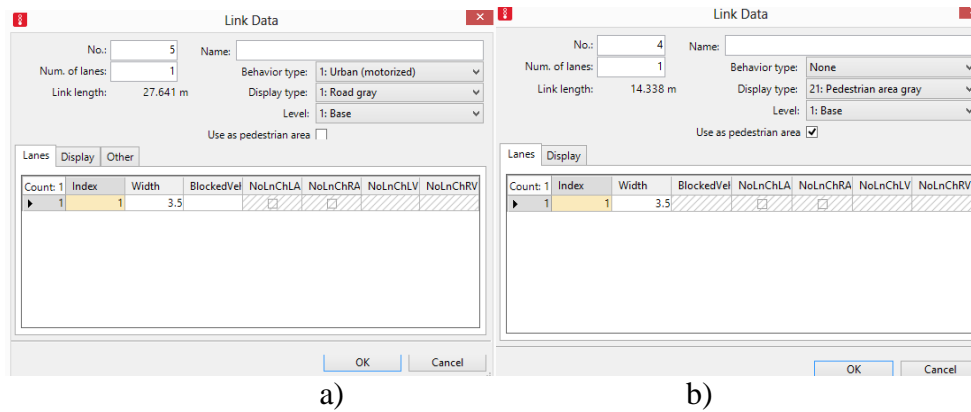 Link Data
No.: 5 Name:
Num. of lanes: 1 Behavior type: 1: Urban (motorized)
Link length: 27.641 m Display type: 1: Road gray
Level: 1: Base
Use as pedestrian area
Lanes Display Other
Count: 1 Index Width BlockedVeh NoLnChLA NoLnChRA NoLnChLV NoLnChRV
1 1 3.5
OK Cancel
a)
Link Data
No.: 4 Name:
Num. of lanes: 1 Behavior type: None
Link length: 14.338 m Display type: 21: Pedestrian area gray
Level: 1: Base
Use as pedestrian area
Lanes Display
Count: 1 Index Width BlockedVeh NoLnChLA NoLnChRA NoLnChLV NoLnChRV
1 1 3.5
OK Cancel
b)